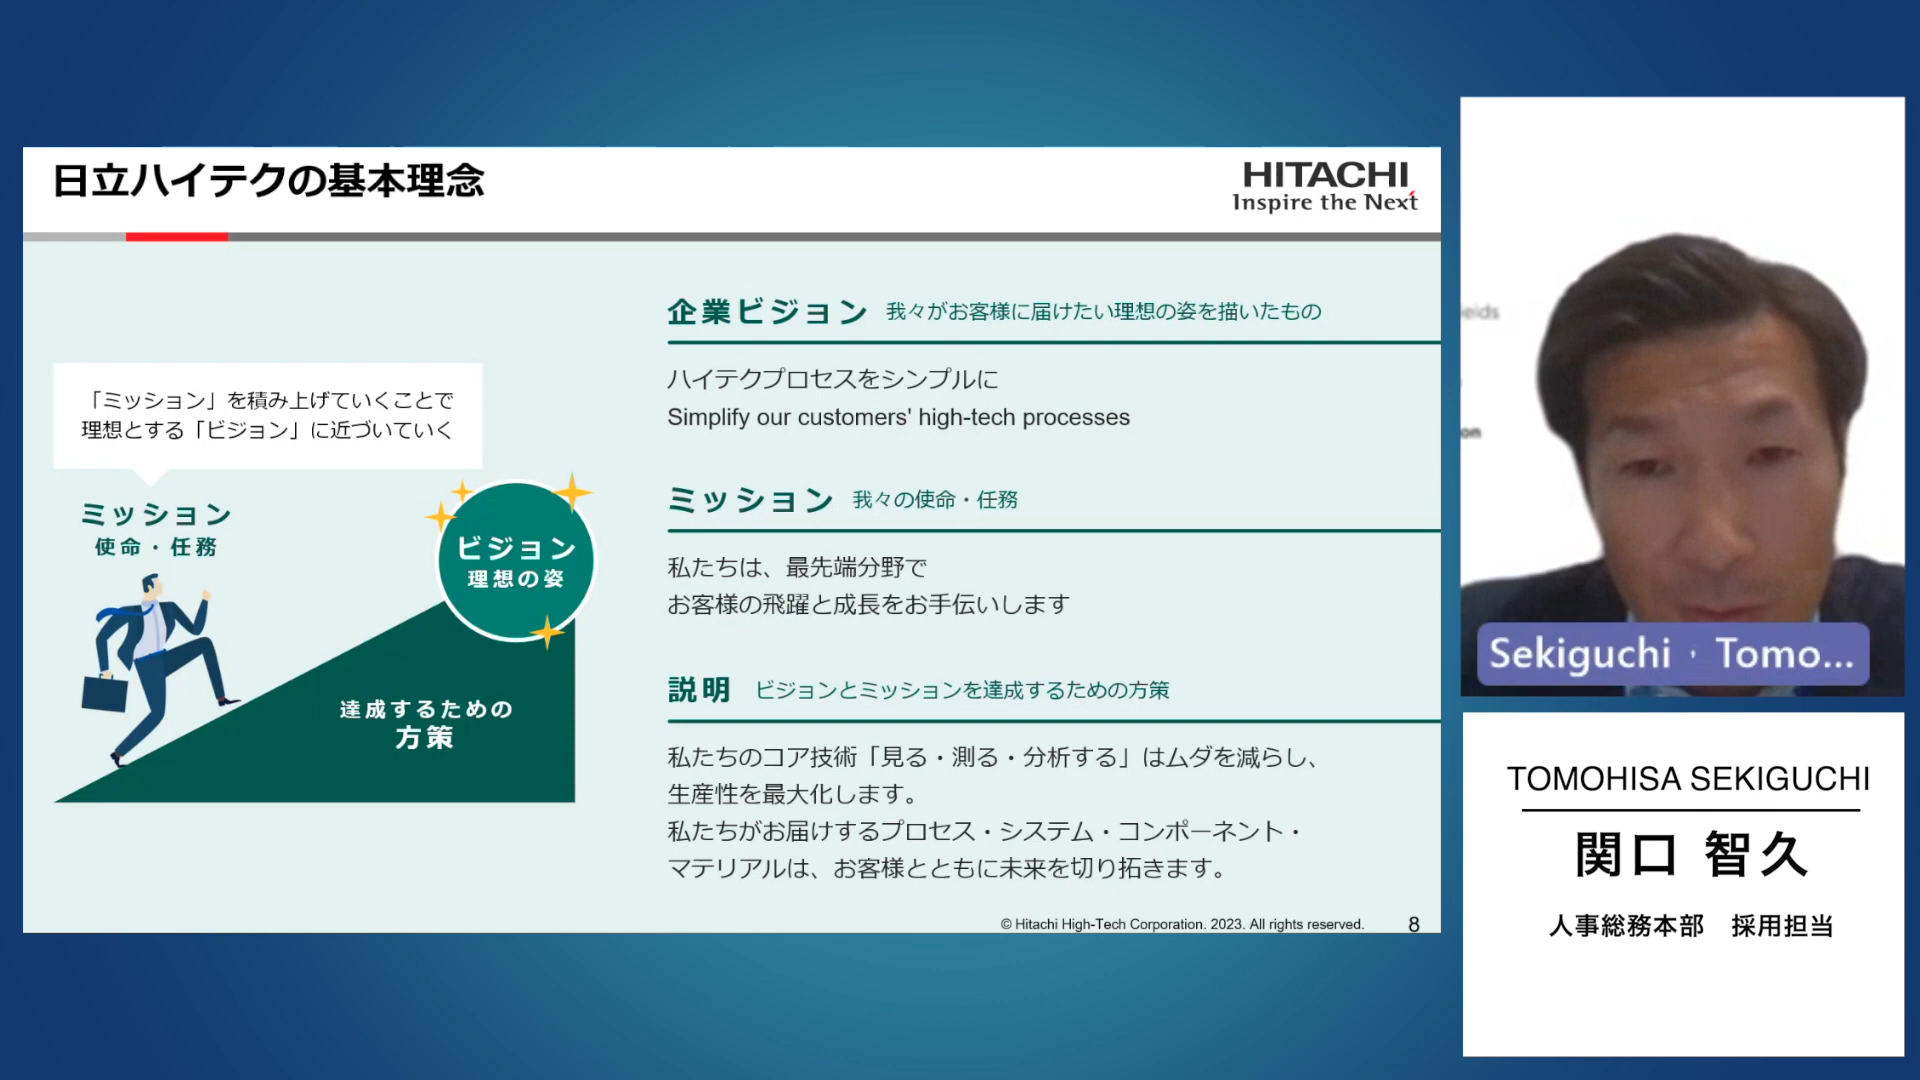 日立ハイテクの基本理念
HITACHI
Inspire the Next
「ミッション」を積み上げていくことで
理想とする「ビジョン」に近づいていく
ミッション
使命・任務
ビジョン
理想の姿
達成するための
方策
企業ビジョン 我々がお客様に届けたい理想の姿を描いたもの
ハイテクプロセスをシンプルに
Simplify our customers' high-tech processes
ミッション 我々の使命・任務
私たちは、最先端分野で
お客様の飛躍と成長をお手伝いします
説明 ビジョンとミッションを達成するための方策
私たちのコア技術「見る・測る・分析する」はムダを減らし、
生産性を最大化します。
私たちがお届けするプロセス・システム・コンポーネント・
マテリアルは、お客様とともに未来を切り拓きます。
© Hitachi High-Tech Corporation. 2023. All rights reserved.
8
Sekiguchi・Tomo...
TOMOHISA SEKIGUCHI
関口 智久
人事総務本部 採用担当